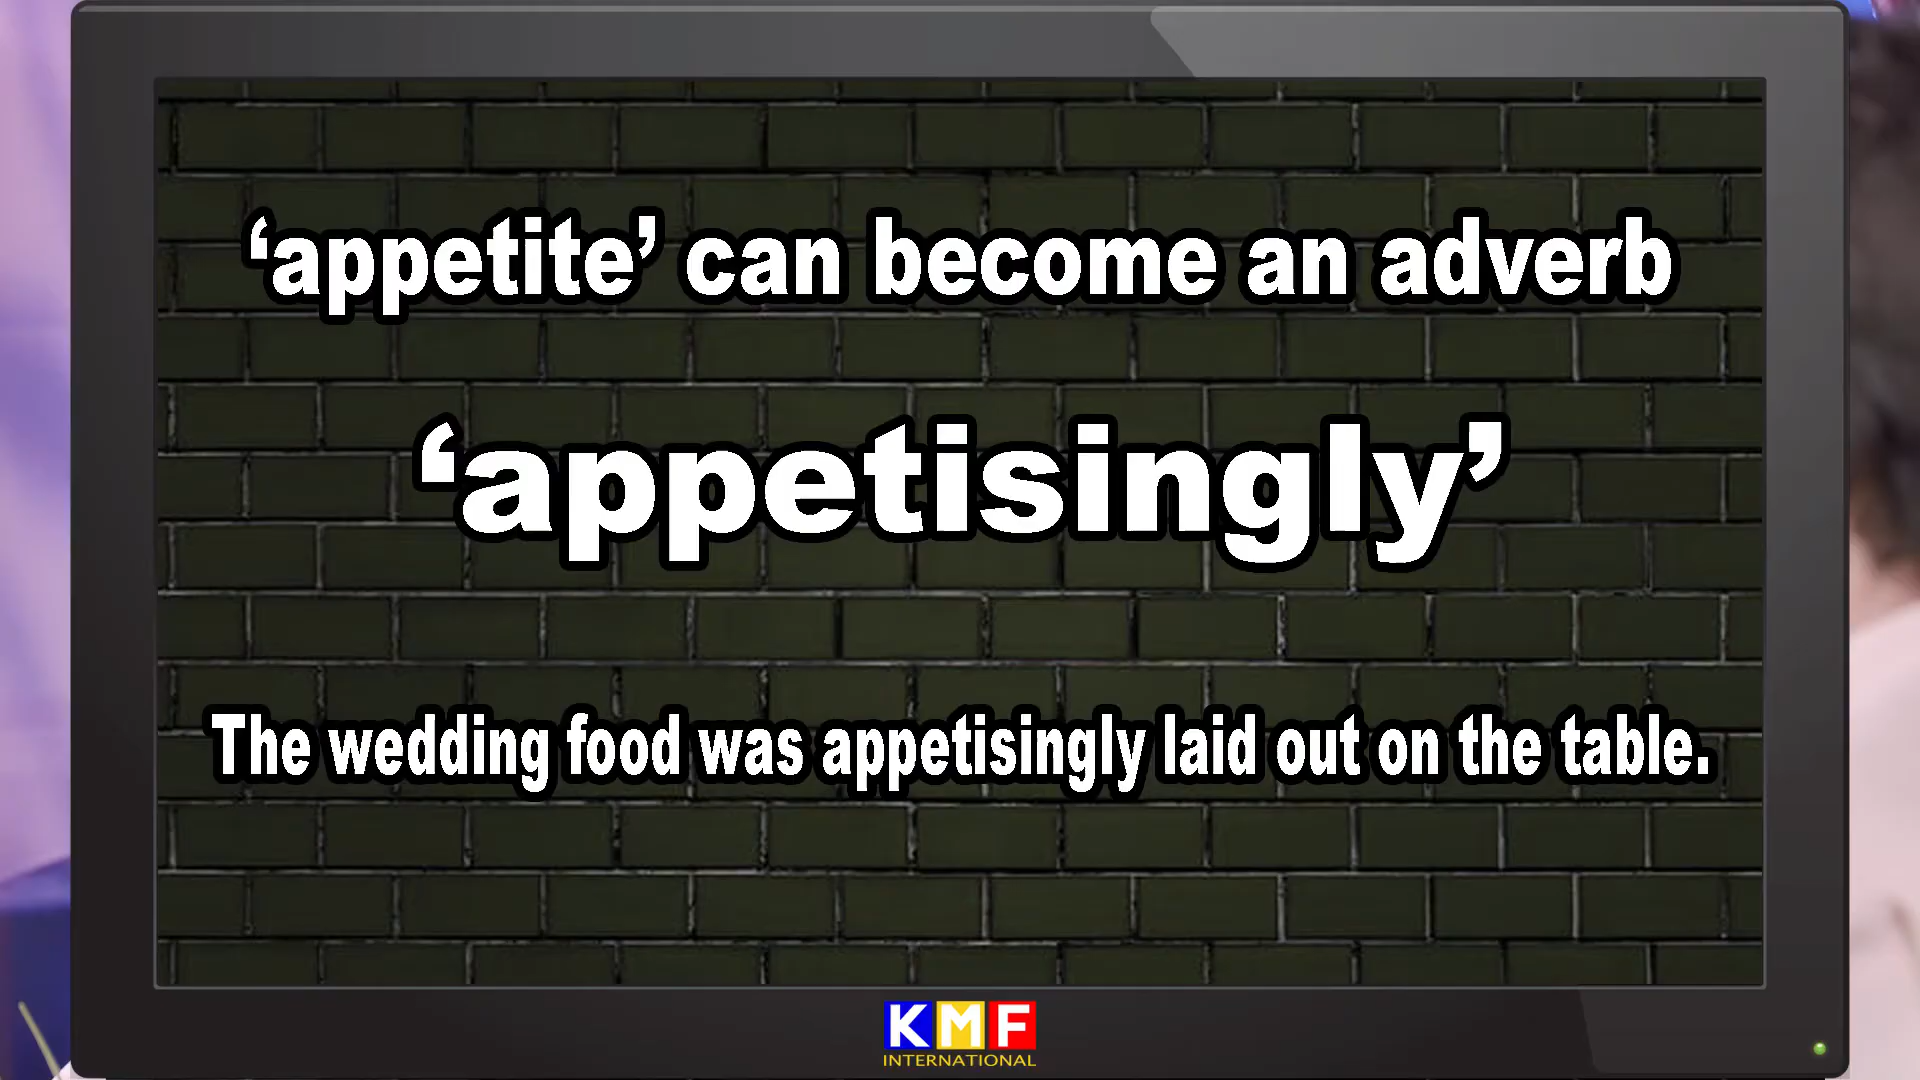 ‘appetite’ can become an adverb
‘appetisingly’
The wedding food was appetisingly laid out on the table.
KMF
INTERNATIONAL